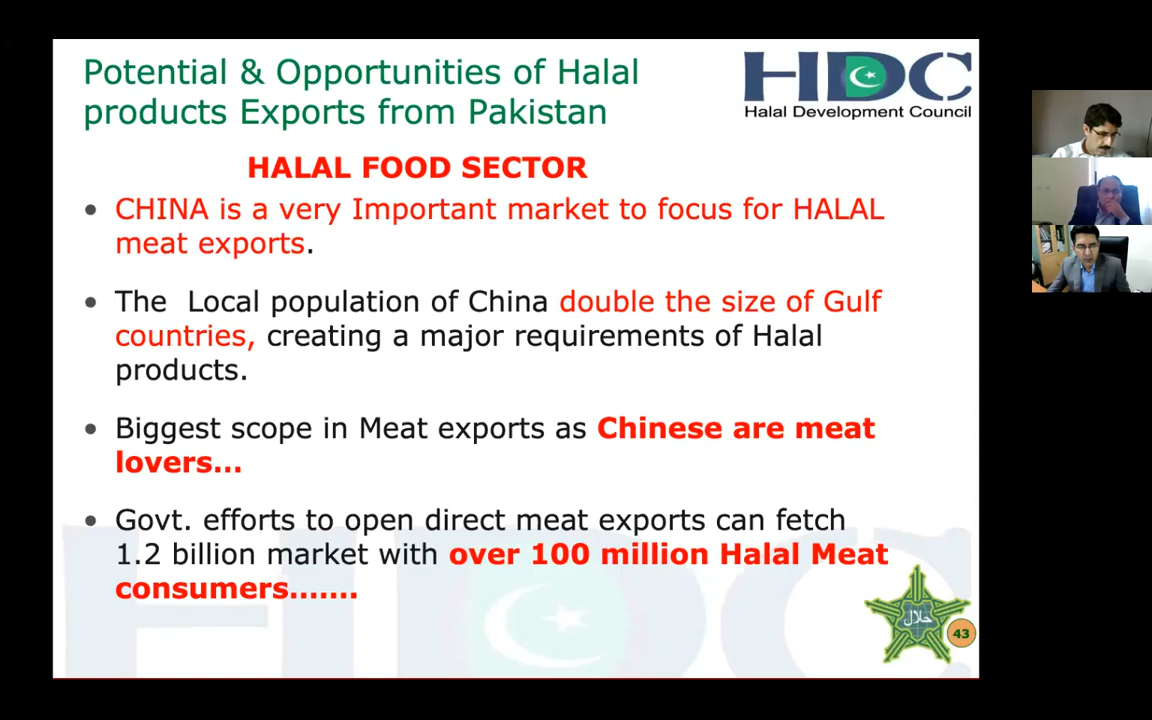 Potential & Opportunities of Halal
products Exports from Pakistan
HDC
Halal Development Council
HALAL FOOD SECTOR
• CHINA is a very Important market to focus for HALAL
meat exports.
• The Local population of China double the size of Gulf
countries, creating a major requirements of Halal
products.
• Biggest scope in Meat exports as Chinese are meat
lovers...
• Govt. efforts to open direct meat exports can fetch
1.2 billion market with over 100 million Halal Meat
consumers.......
حلال
43
HDC